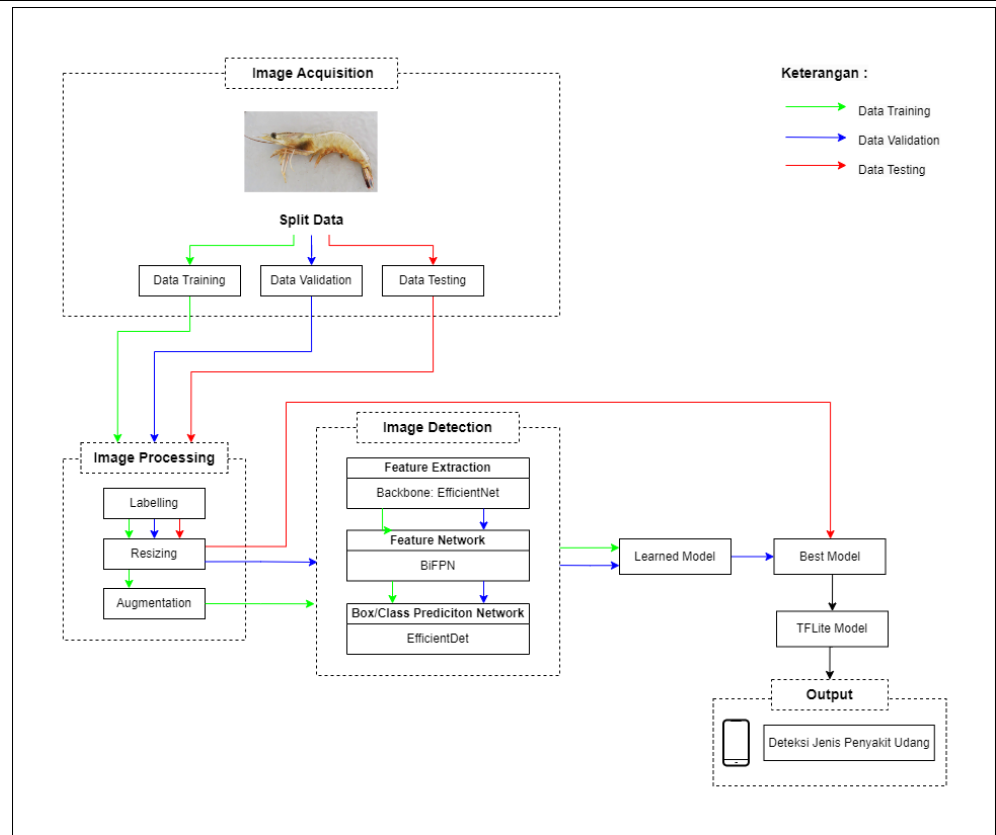 Image Acquisition
Keterangan :
Data Training
Data Validation
Data Testing
Split Data
Data Training
Data Validation
Data Testing
Image Processing
Labelling
Resizing
Augmentation
Image Detection
Feature Extraction
Backbone: EfficientNet
Feature Network
BiFPN
Box/Class Prediciton Network
EfficientDet
Learned Model
Best Model
TFLite Model
Output
Deteksi Jenis Penyakit Udang